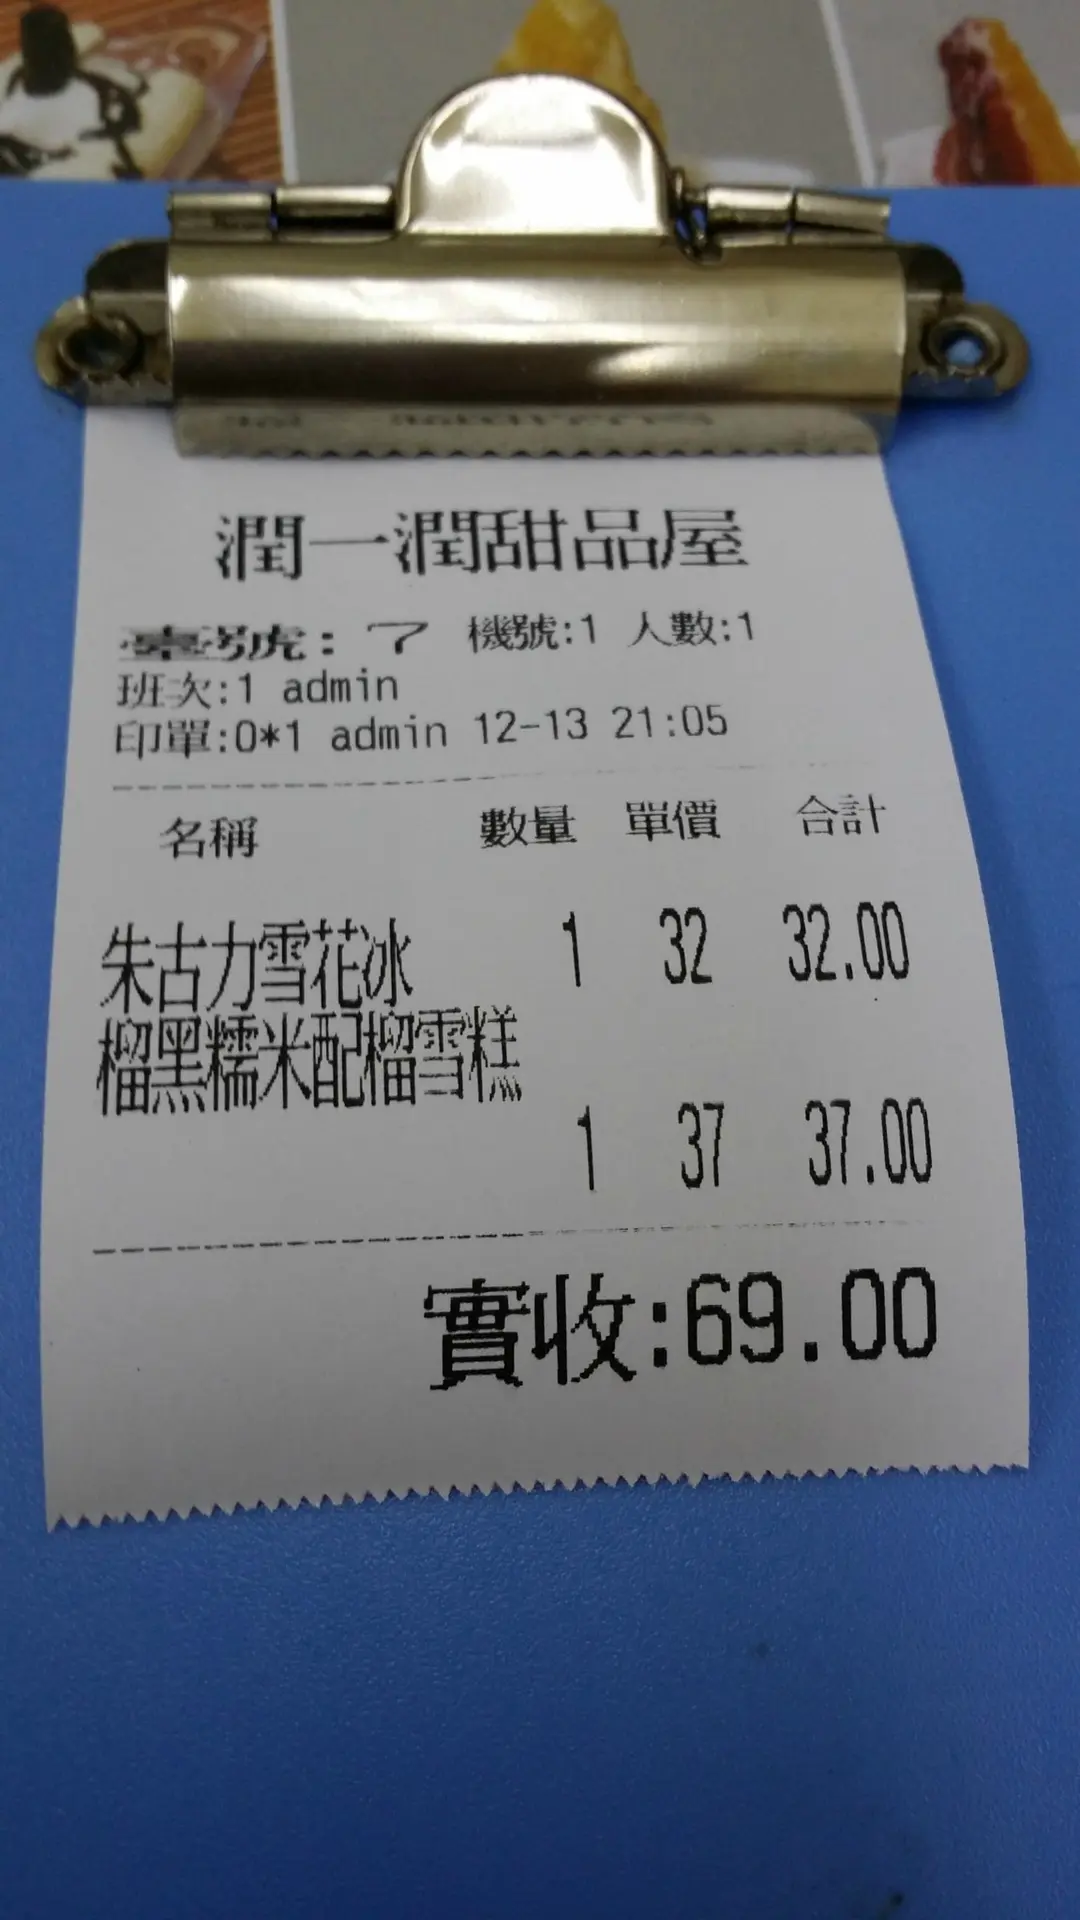 潤一潤甜品屋
臺號: 7 機號:1 人數:1
班次:1 admin
印單:0*1 admin 12-13 21:05
名稱 數量 單價 合計
朱古力雪花冰 1 32 32.00
榴黑糯米配榴雪糕
1 37 37.00
實收:69.00